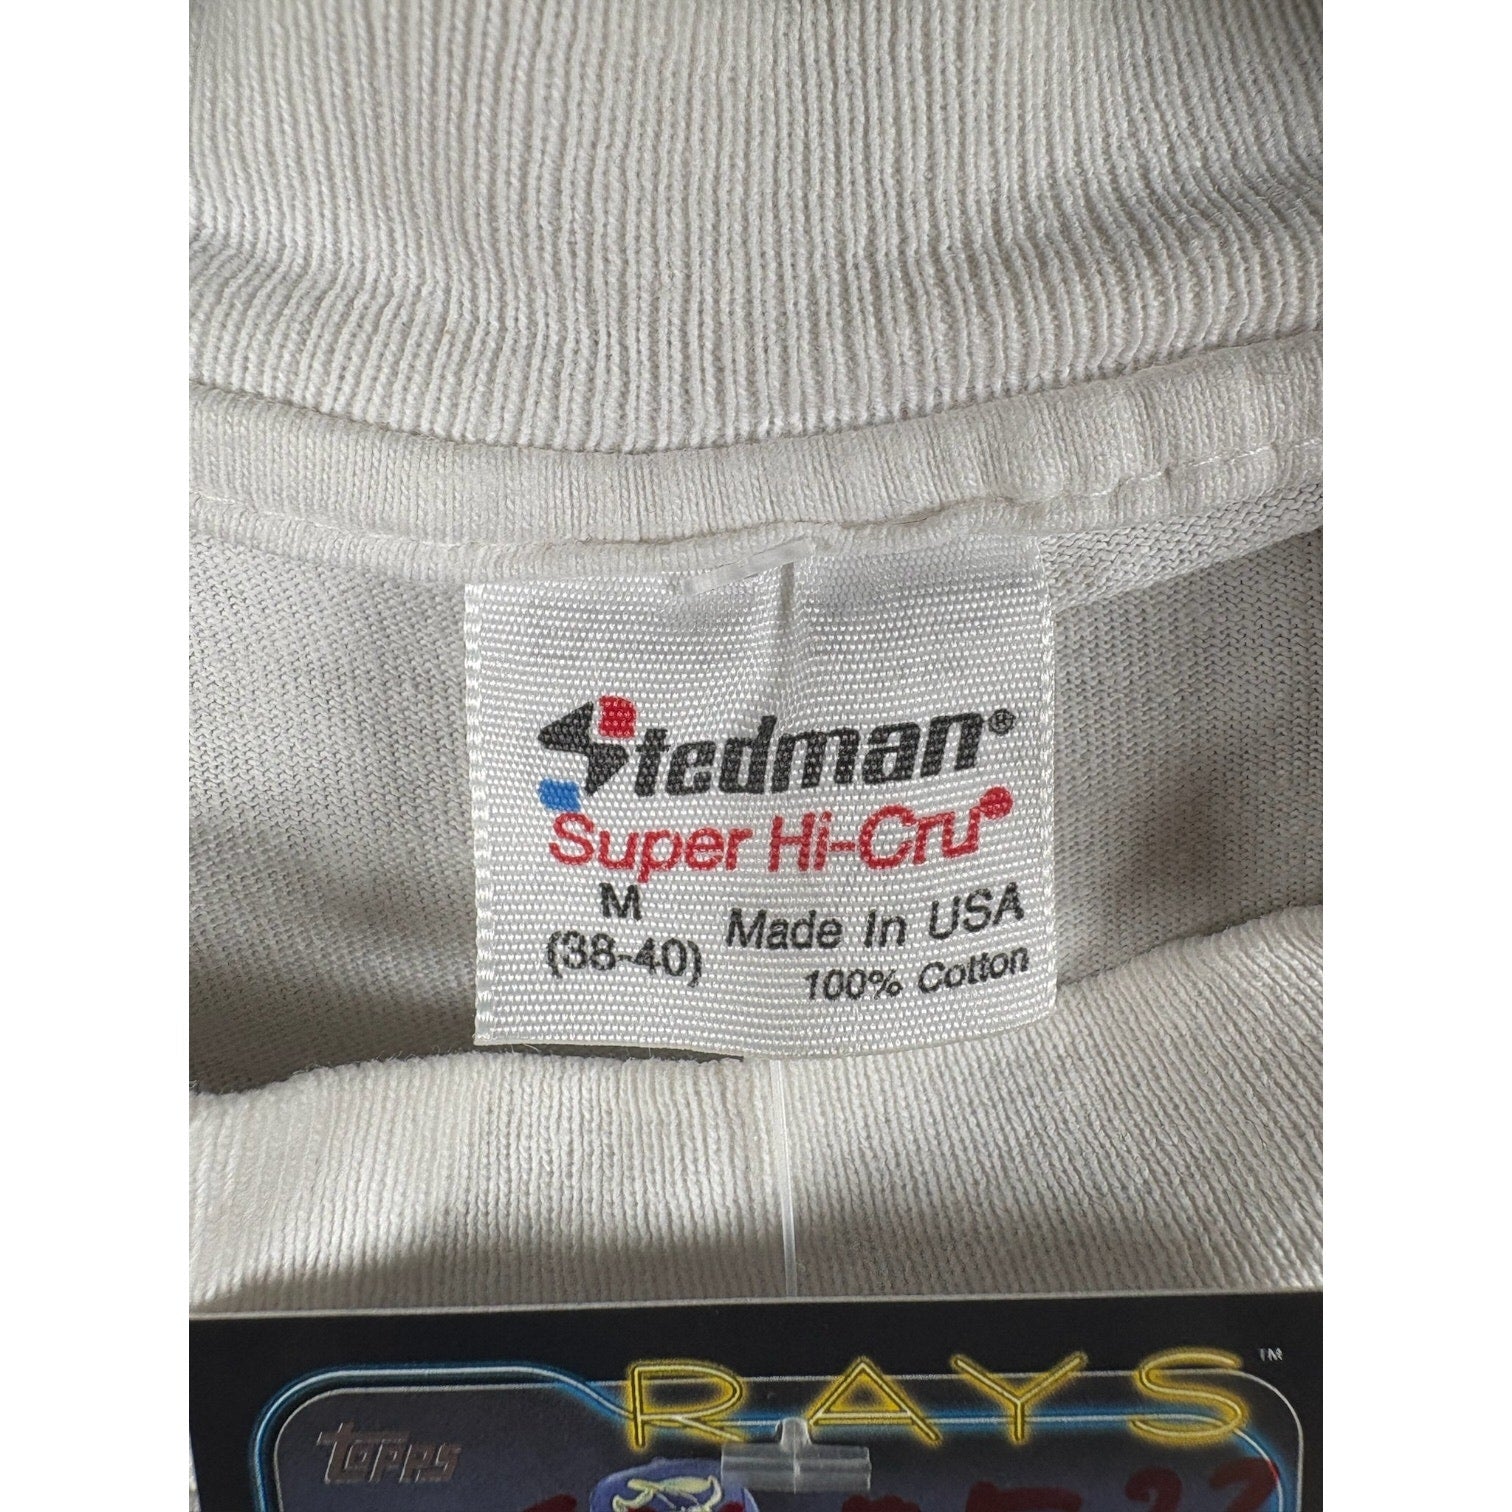 Stedman®
Super Hi-Cru®
M
(38-40)
Made In USA
100% Cotton
RAYS™
topps